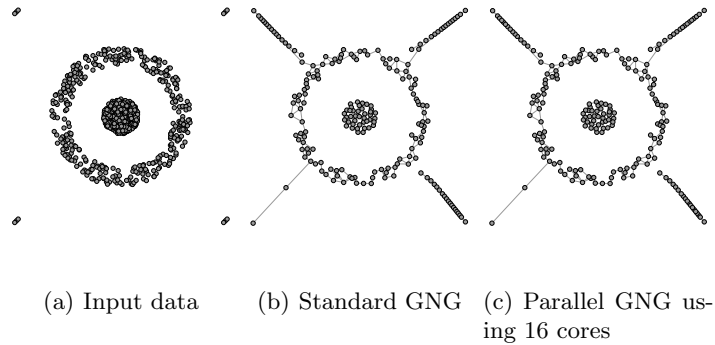 (a) Input data
(b) Standard GNG
(c) Parallel GNG us-
ing 16 cores